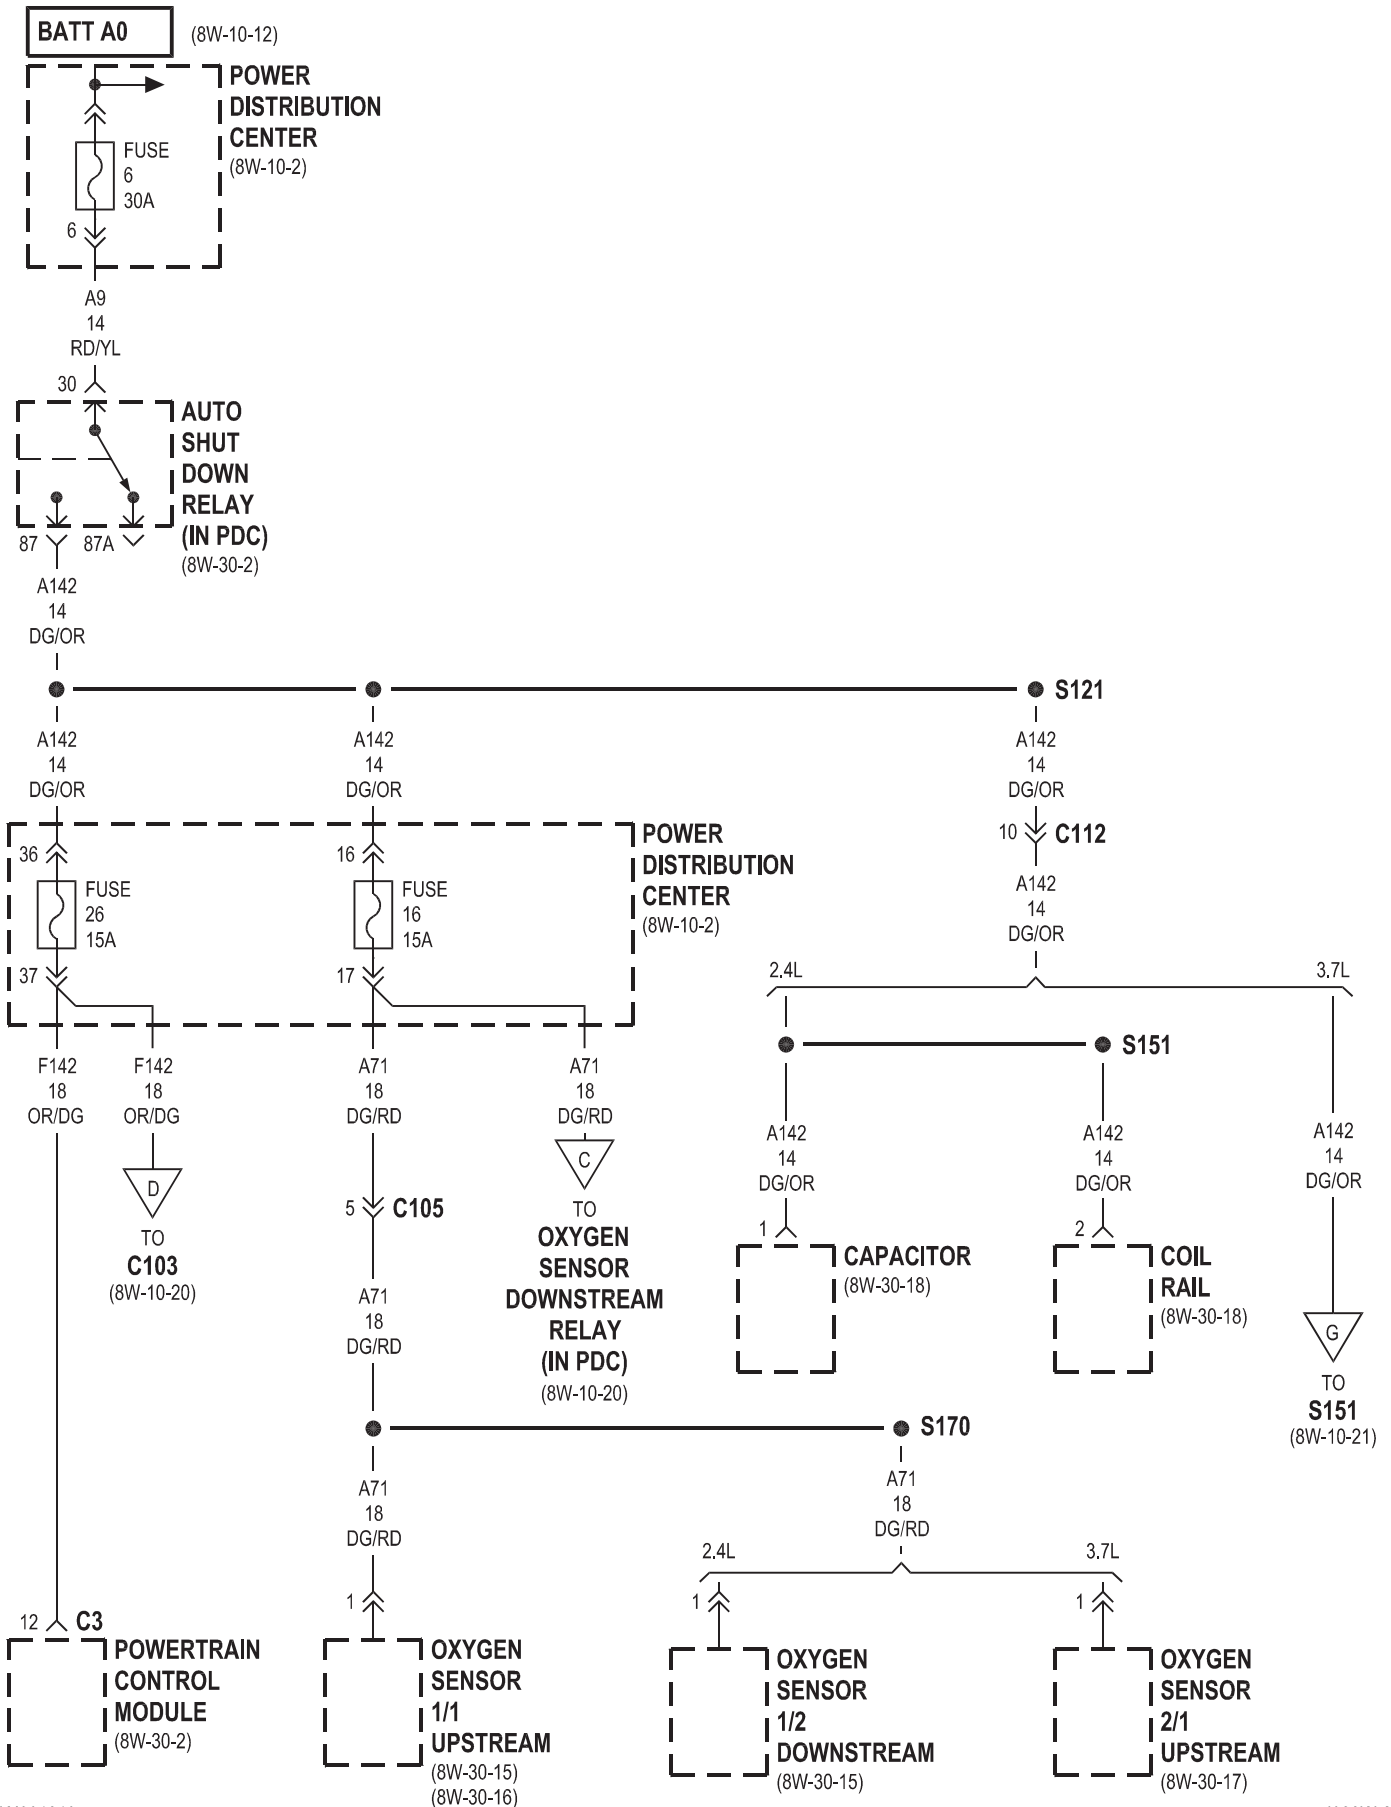 BATT A0
(8W-10-12)
POWER
DISTRIBUTION
CENTER
(8W-10-2)
FUSE
6
30A
6
A9
14
RD/YL
30
AUTO
SHUT
DOWN
RELAY
(IN PDC)
(8W-30-2)
87
87A
A142
14
DG/OR
S121
A142
14
DG/OR
A142
14
DG/OR
A142
14
DG/OR
10
C112
A142
14
DG/OR
POWER
DISTRIBUTION
CENTER
(8W-10-2)
36
FUSE
26
15A
37
16
FUSE
16
15A
17
2.4L
3.7L
S151
F142
18
OR/DG
F142
18
OR/DG
A71
18
DG/RD
A71
18
DG/RD
D
TO
C103
(8W-10-20)
5
C105
C
TO
OXYGEN
SENSOR
DOWNSTREAM
RELAY
(IN PDC)
(8W-10-20)
A142
14
DG/OR
A142
14
DG/OR
A142
14
DG/OR
1
CAPACITOR
(8W-30-18)
2
COIL
RAIL
(8W-30-18)
G
TO
S151
(8W-10-21)
A71
18
DG/RD
S170
A71
18
DG/RD
A71
18
DG/RD
2.4L
3.7L
12
C3
POWERTRAIN
CONTROL
MODULE
(8W-30-2)
1
OXYGEN
SENSOR
1/1
UPSTREAM
(8W-30-15)
(8W-30-16)
1
OXYGEN
SENSOR
1/2
DOWNSTREAM
(8W-30-15)
1
OXYGEN
SENSOR
2/1
UPSTREAM
(8W-30-17)